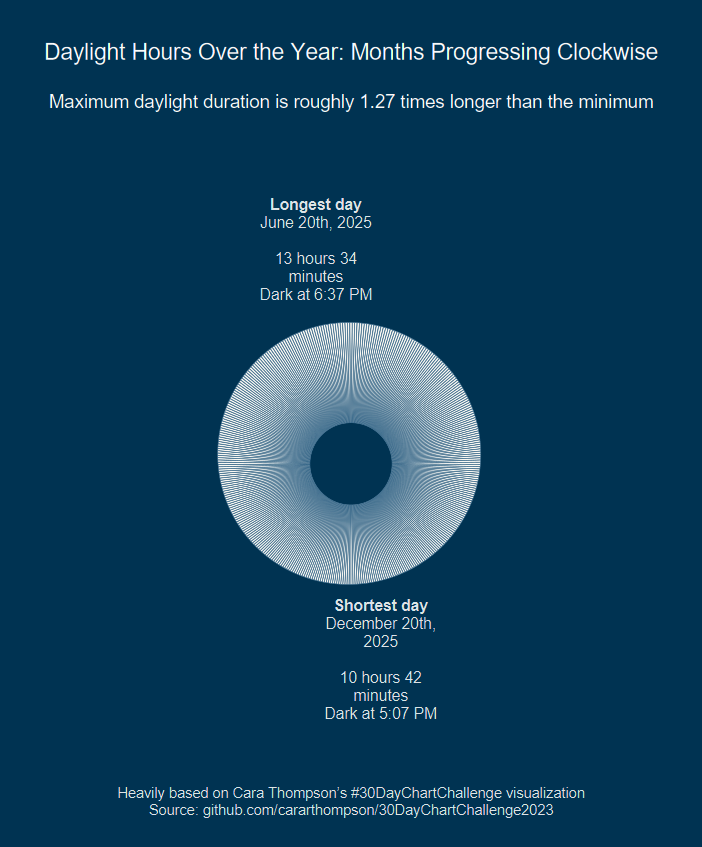 Daylight Hours Over the Year: Months Progressing Clockwise
Maximum daylight duration is roughly 1.27 times longer than the minimum
Longest day
June 20th, 2025
13 hours 34
minutes
Dark at 6:37 PM
Shortest day
December 20th,
2025
10 hours 42
minutes
Dark at 5:07 PM
Heavily based on Cara Thompson’s #30DayChartChallenge visualization
Source: github.com/cararthompson/30DayChartChallenge2023